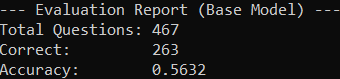 --- Evaluation Report (Base Model) ---
Total Questions: 467
Correct:         263
Accuracy:        0.5632